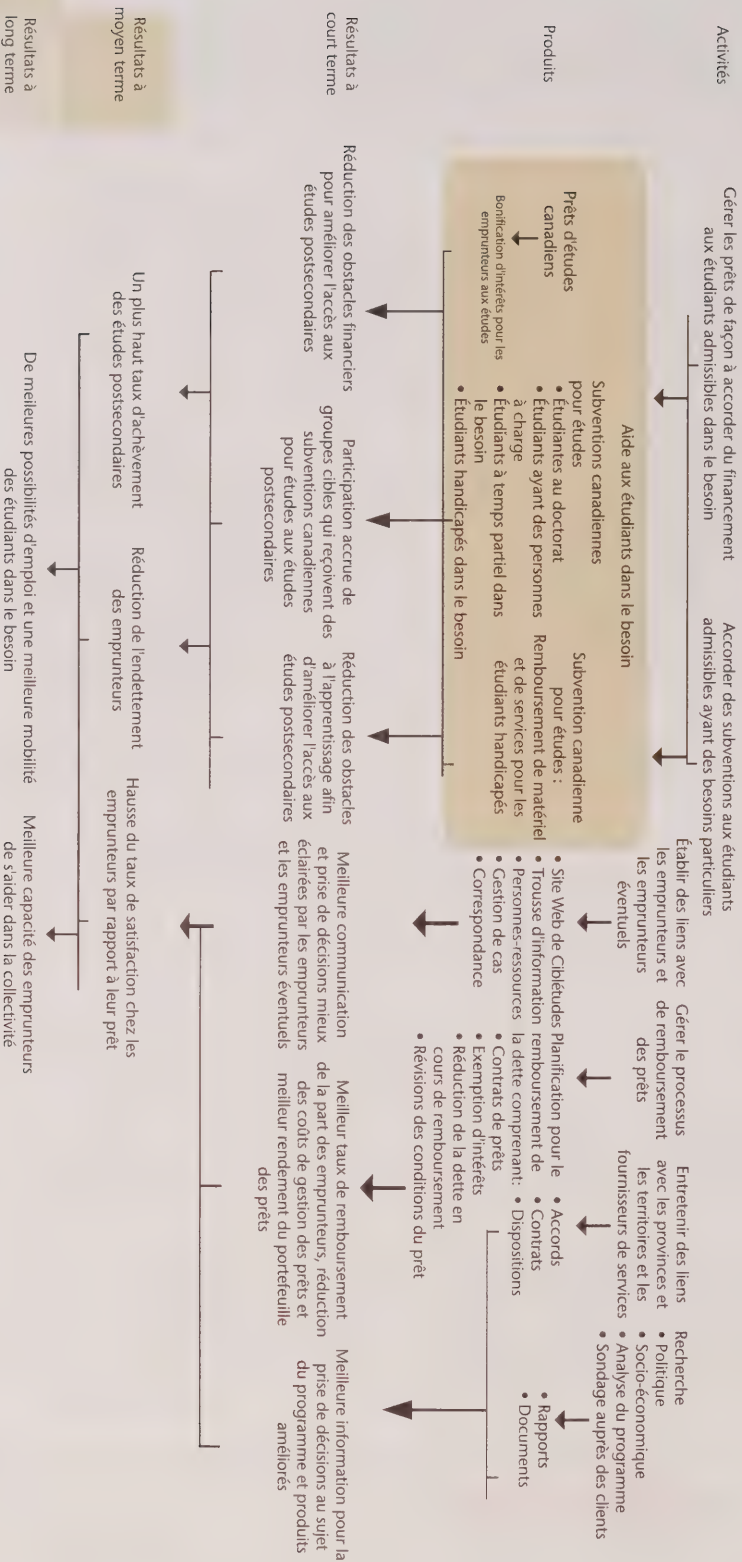 Activités
Gérer les prêts de façon à accorder du financement
aux étudiants admissibles dans le besoin
Accorder des subventions aux étudiants
admissibles ayant des besoins particuliers
Établir des liens avec
les emprunteurs et
les emprunteurs
éventuels
Gérer le processus
de remboursement
des prêts
Entretenir des liens
avec les provinces et
les territoires et les
fournisseurs de services
Recherche
• Politique
• Socio-économique
• Analyse du programme
• Sondage auprès des clients
Produits
Aide aux étudiants dans le besoin
Prêts d'études
canadiens
Bonification d'intérêts pour les
emprunteurs aux études
Subventions canadiennes
pour études
• Étudiantes au doctorat
• Étudiants ayant des personnes
à charge
• Étudiants à temps partiel dans
le besoin
• Étudiants handicapés dans le besoin
Subvention canadienne
pour études :
Remboursement de matériel
et de services pour les
étudiants handicapés
• Site Web de Ciblétudes
• Trousse d'information
• Personnes-ressources
• Gestion de cas
• Correspondance
Planification pour le
remboursement de
la dette comprenant:
• Contrats de prêts
• Exemption d'intérêts
• Réduction de la dette en
cours de remboursement
• Révisions des conditions du prêt
• Accords
• Contrats
• Dispositions
• Rapports
• Documents
Résultats à
court terme
Réduction des obstacles financiers
pour améliorer l'accès aux
études postsecondaires
Participation accrue de
groupes cibles qui reçoivent des
subventions canadiennes
pour études aux études
postsecondaires
Réduction des obstacles
à l'apprentissage afin
d'améliorer l'accès aux
études postsecondaires
Meilleure communication
et prise de décisions mieux
éclairées par les emprunteurs
et les emprunteurs éventuels
Meilleur taux de remboursement
de la part des emprunteurs, réduction
des coûts de gestion des prêts et
meilleur rendement du portefeuille
des prêts
Meilleure information pour la
prise de décisions au sujet
du programme et produits
améliorés
Résultats à
moyen terme
Un plus haut taux d'achèvement
des études postsecondaires
Réduction de l'endettement
des emprunteurs
Hausse du taux de satisfaction chez les
emprunteurs par rapport à leur prêt
Résultats à
long terme
De meilleures possibilités d'emploi et une meilleure mobilité
des étudiants dans le besoin
Meilleure capacité des emprunteurs
de s'aider dans la collectivité